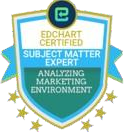 EDCHART
CERTIFIED
SUBJECT MATTER
EXPERT
ANALYZING
MARKETING
ENVIRONMENT